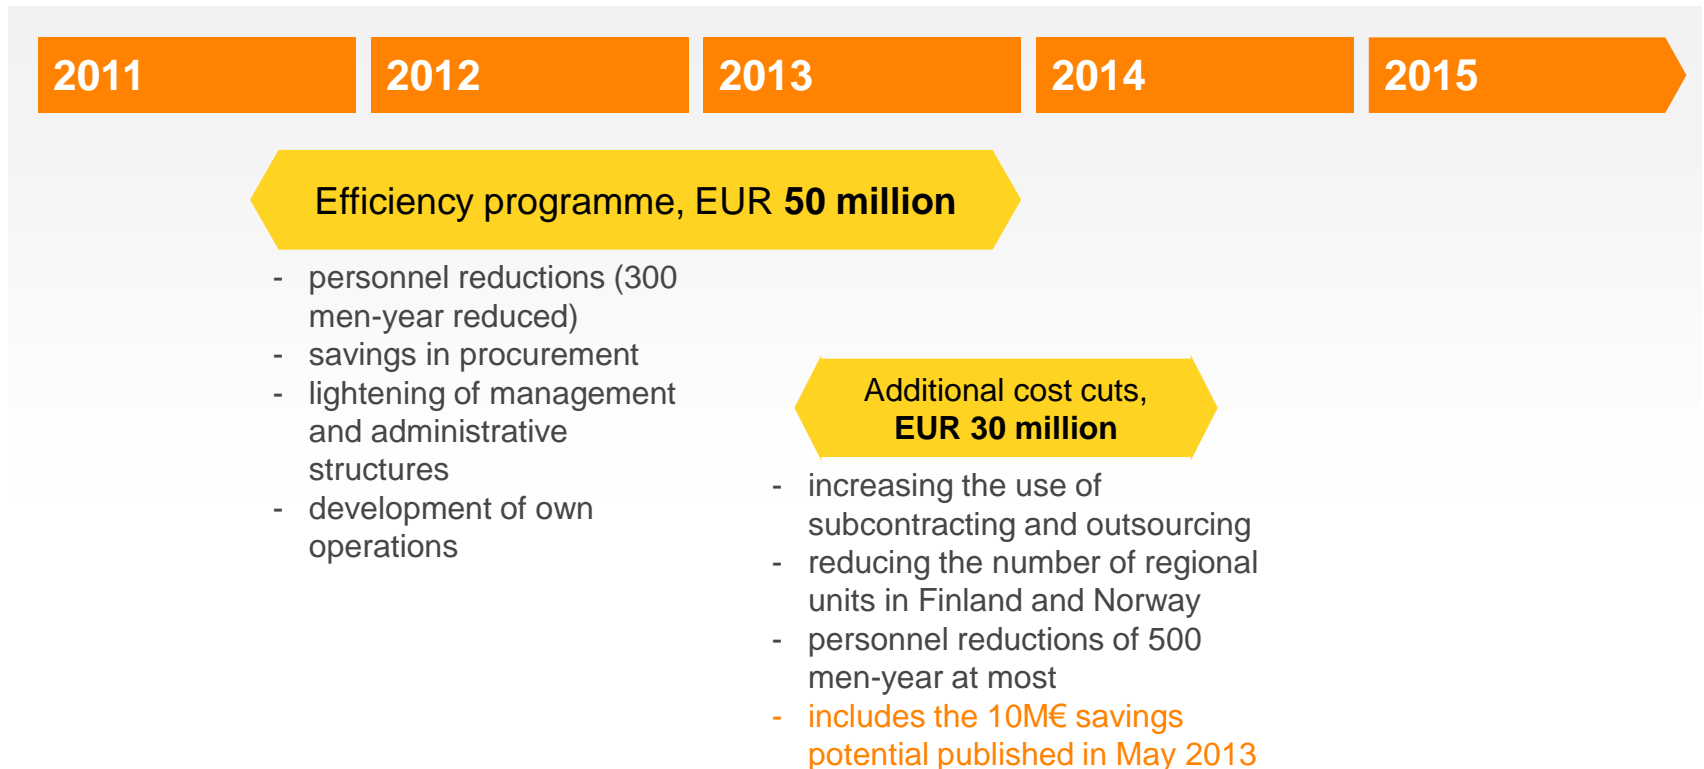 2011 2012 2013 2014 2015
Efficiency programme, EUR 50 million
- personnel reductions (300
men-year reduced)
- savings in procurement
- lightening of management
and administrative
structures
- development of own
operations
Additional cost cuts,
EUR 30 million
- increasing the use of
subcontracting and outsourcing
- reducing the number of regional
units in Finland and Norway
- personnel reductions of 500
men-year at most
- includes the 10M€ savings
potential published in May 2013